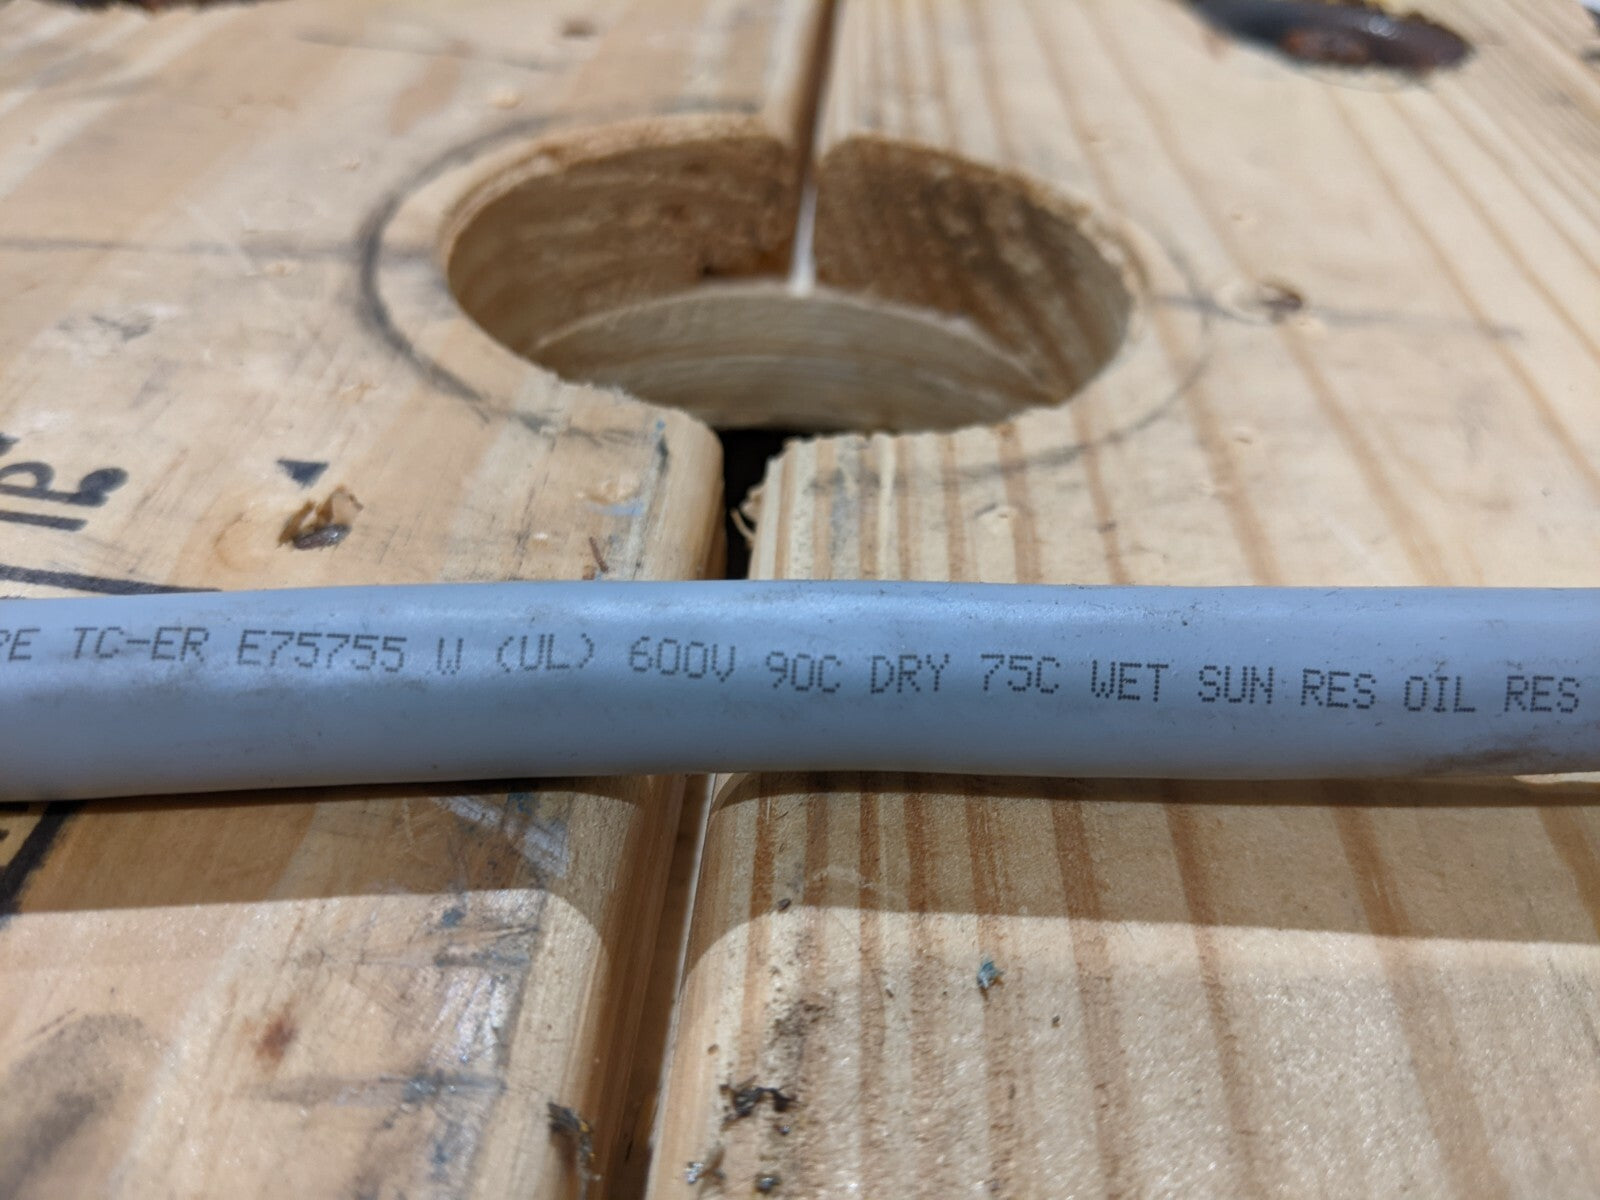 PE TC-ER E75755 W (UL) 600V 90C DRY 75C WET SUN RES OIL RES